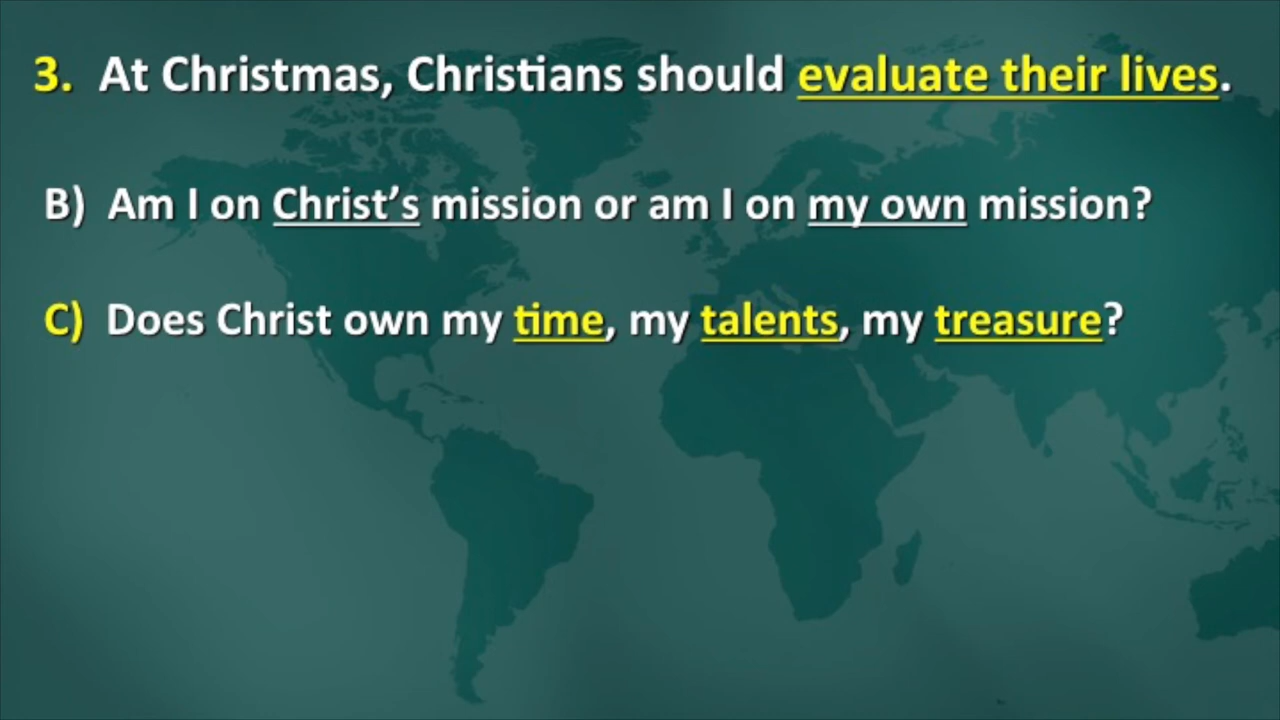 3. At Christmas, Christians should evaluate their lives.
B) Am I on Christ’s mission or am I on my own mission?
C) Does Christ own my time, my talents, my treasure?